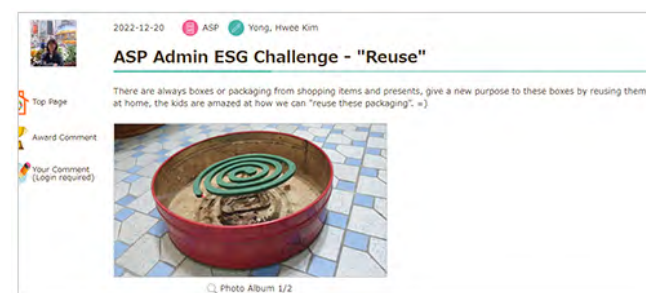 2022-12-20 ASP Yong, Hwee Kim
ASP Admin ESG Challenge - "Reuse"
There are always boxes or packaging from shopping items and presents, give a new purpose to these boxes by reusing them
at home, the kids are amazed at how we can "reuse these packaging". =)
Top Page
Award Comment
Your Comment
(Login required)
Photo Album 1/2